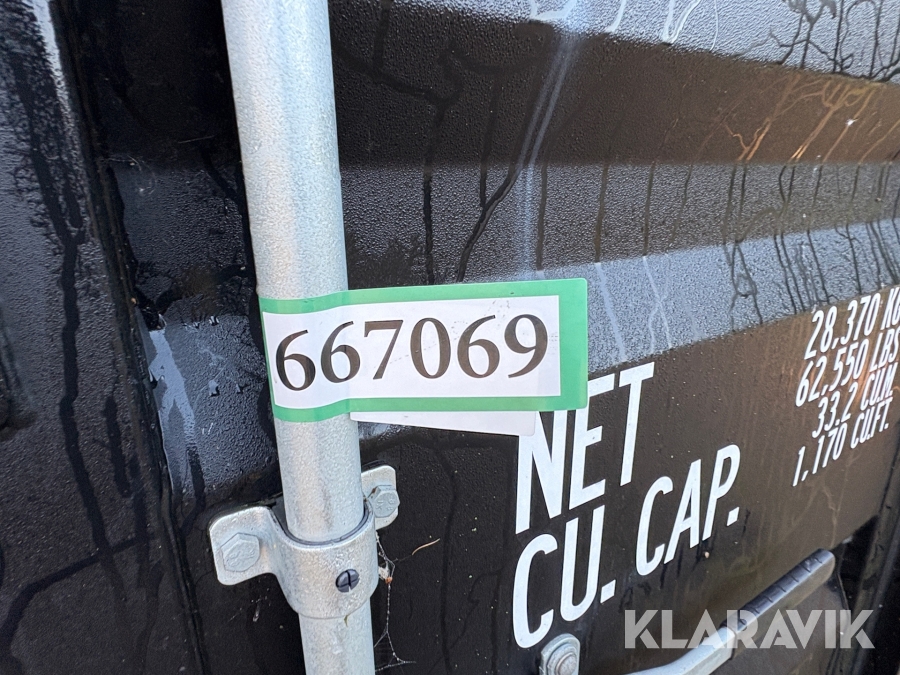 667069
28,370 KG
62,550 LBS
33.2 CU.M.
1,170 CU.FT.
NET
CU. CAP.
KLARAVIK